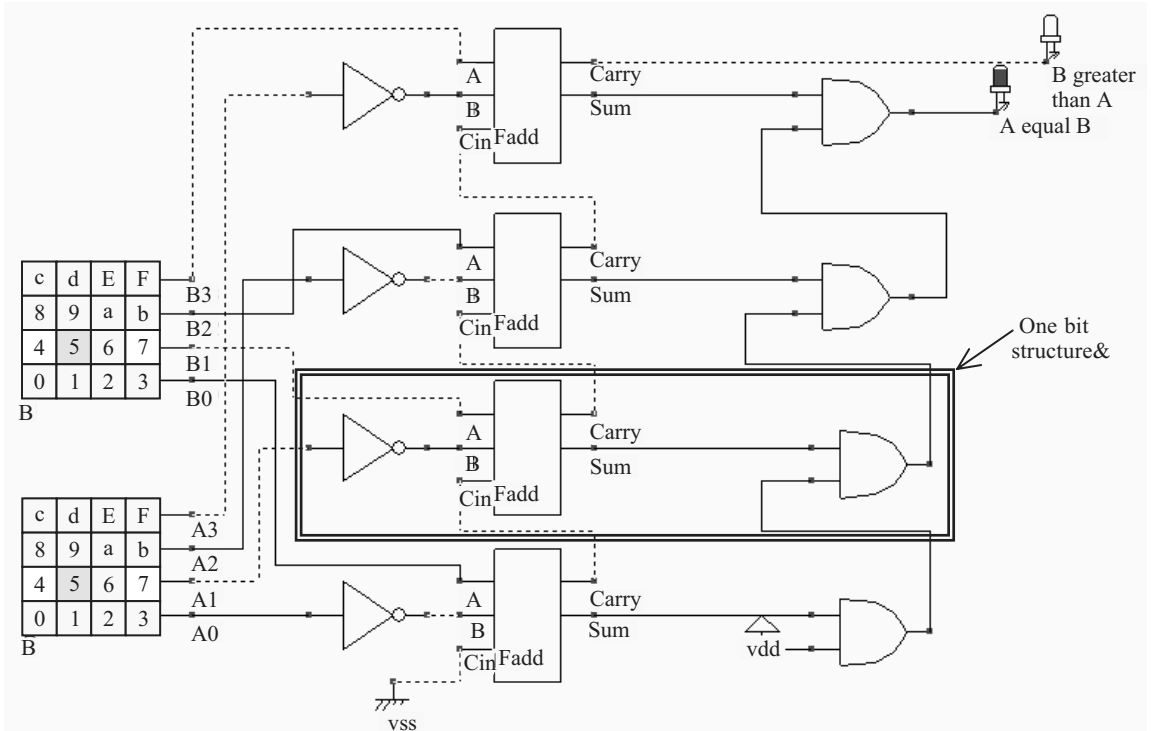 A
B
Cin
Fadd
Carry
Sum
B greater
than A
A equal B
A
B
Cin
Fadd
Carry
Sum
c d E F
8 9 a b
4 5 6 7
0 1 2 3
B
B3
B2
B1
B0
One bit
structure&
A
B
Cin
Fadd
Carry
Sum
c d E F
8 9 a b
4 5 6 7
0 1 2 3
B
A3
A2
A1
A0
A
B
Cin
Fadd
Carry
Sum
vdd
vss